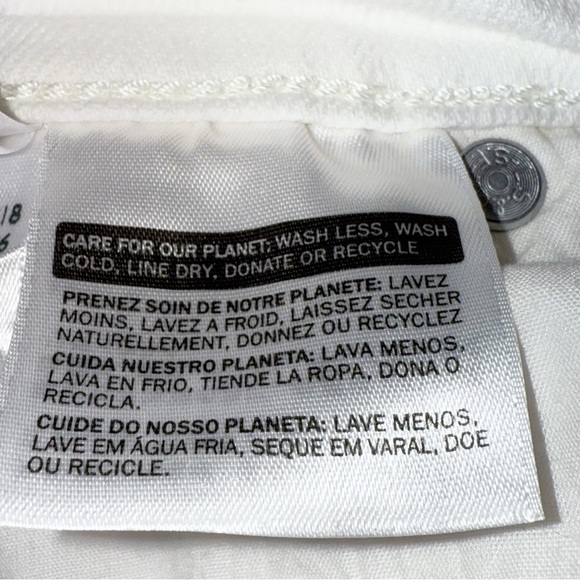 CARE FOR OUR PLANET: WASH LESS, WASH
COLD, LINE DRY, DONATE OR RECYCLE
PRENEZ SOIN DE NOTRE PLANETE: LAVEZ
MOINS, LAVEZ A FROID, LAISSEZ SECHER
NATURELLEMENT, DONNEZ OU RECYCLEZ
CUIDA NUESTRO PLANETA: LAVA MENOS,
LAVA EN FRIO, TIENDE LA ROPA, DONA O
RECICLA.
CUIDE DO NOSSO PLANETA: LAVE MENOS,
LAVE EM ÁGUA FRIA, SEQUE EM VARAL, DOE
OU RECICLE.